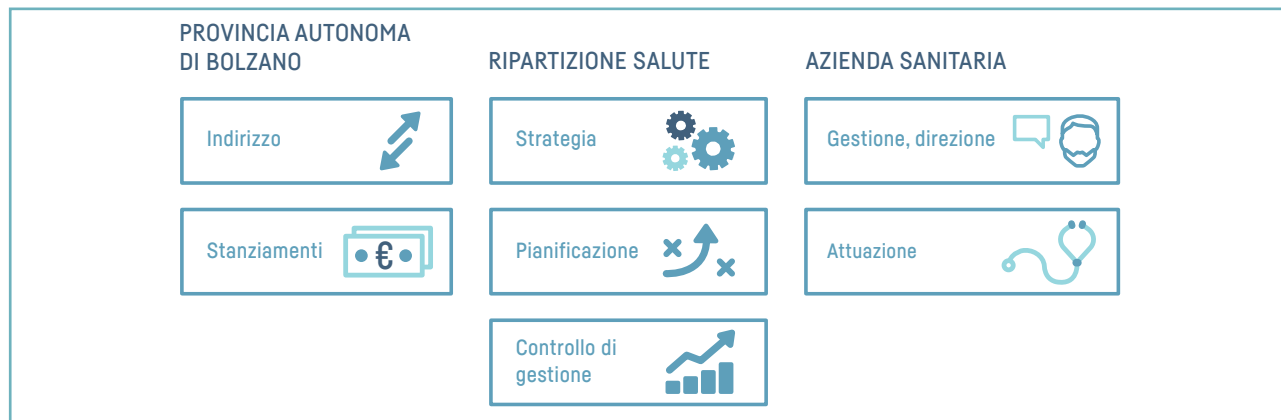 PROVINCIA AUTONOMA
DI BOLZANO
Indirizzo
Stanziamenti
€
RIPARTIZIONE SALUTE
Strategia
Pianificazione
Controllo di
gestione
AZIENDA SANITARIA
Gestione, direzione
Attuazione